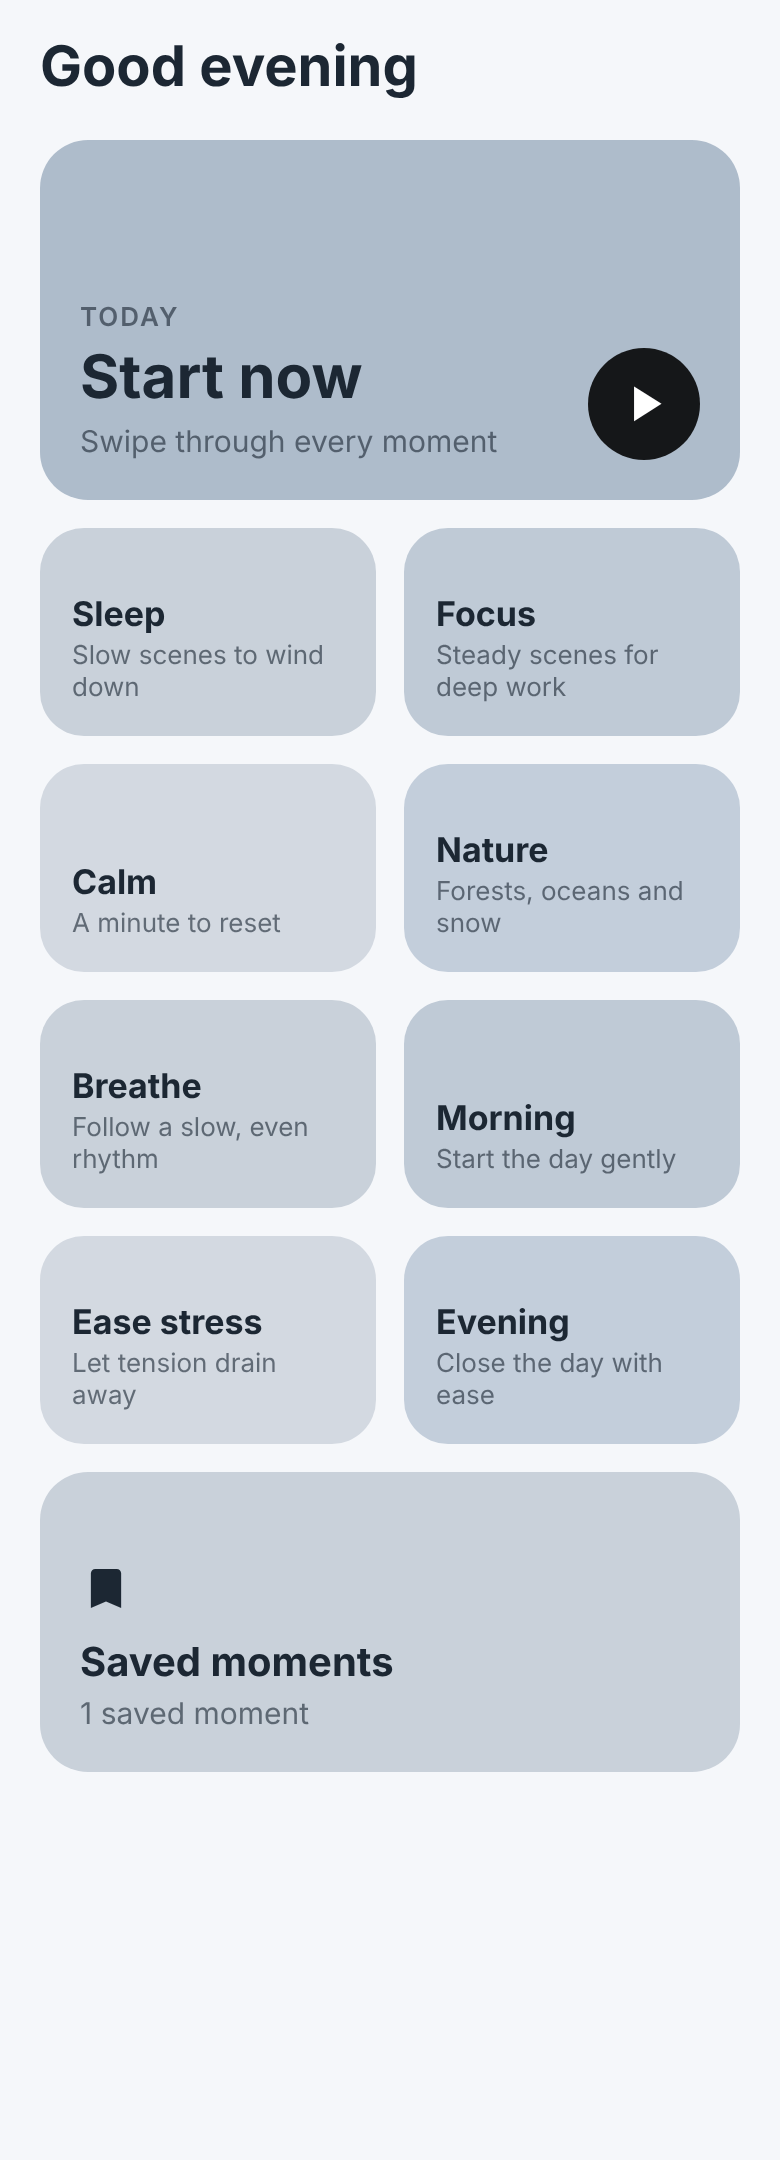 Good evening
TODAY
Start now
Swipe through every moment
Sleep
Slow scenes to wind
down
Focus
Steady scenes for
deep work
Calm
A minute to reset
Nature
Forests, oceans and
snow
Breathe
Follow a slow, even
rhythm
Morning
Start the day gently
Ease stress
Let tension drain
away
Evening
Close the day with
ease
Saved moments
1 saved moment